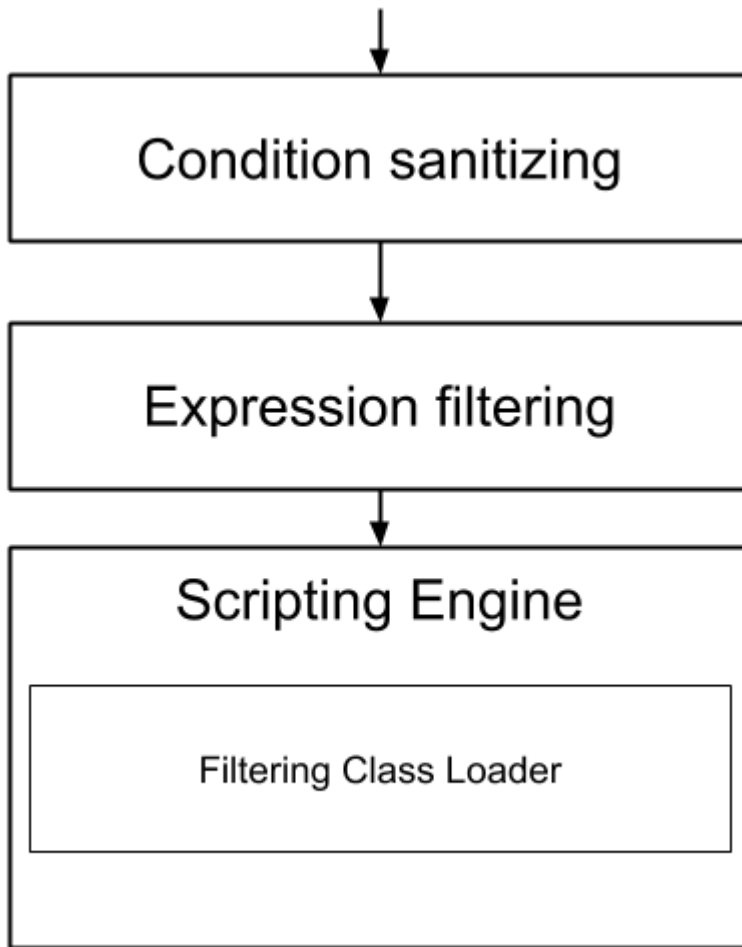 Condition sanitizing
Expression filtering
Scripting Engine
Filtering Class Loader